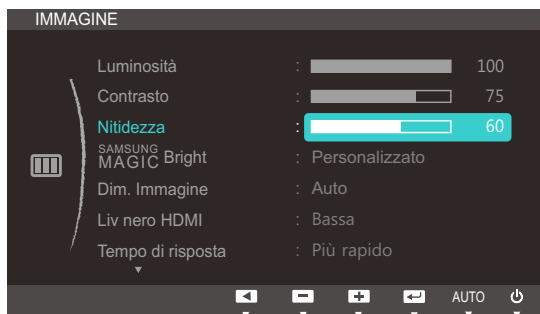 IMMAGINE
Luminosità : 100
Contrasto : 75
Nitidezza : 60
SAMSUNG
MAGIC Bright : Personalizzato
Dim. Immagine : Auto
Liv nero HDMI : Bassa
Tempo di risposta : Più rapido
AUTO